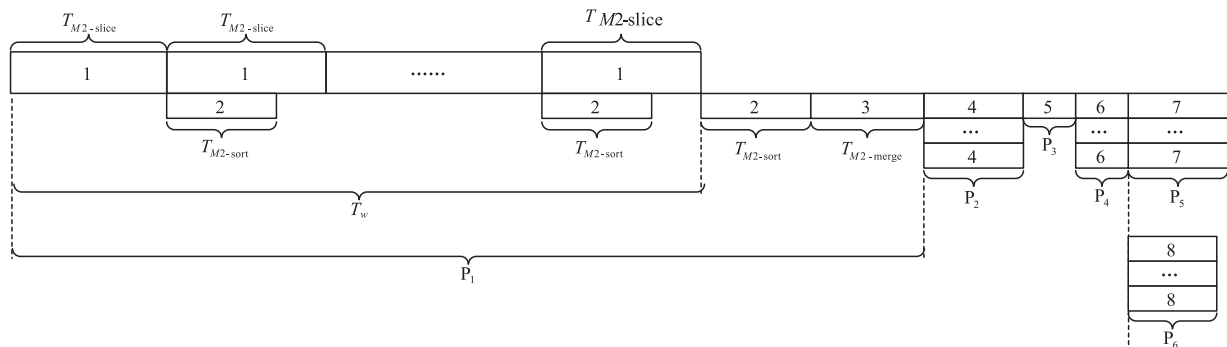 T_{M2-slice} T_{M2-slice} T_{M2-slice}
1 1 ...... 1
2 2 2 3 4 5 6 7
... ... ...
4 6 7
T_{M2-sort} T_{M2-sort} T_{M2-sort} T_{M2-merge} P_3
P_2 P_4 P_5
T_w
8
...
8
P_1
P_6